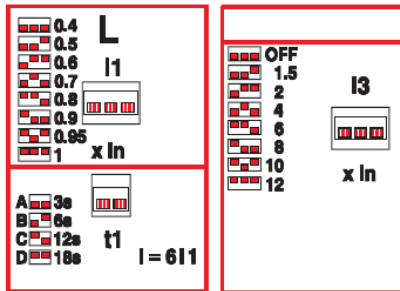 0.4
L
0.5
0.6
I1
0.7
0.8
0.9
0.95
x In
1
A 3s
B 6s
C 12s
t1
D 18s
I = 6I1
OFF
1.5
I3
2
4
6
8
x In
10
12